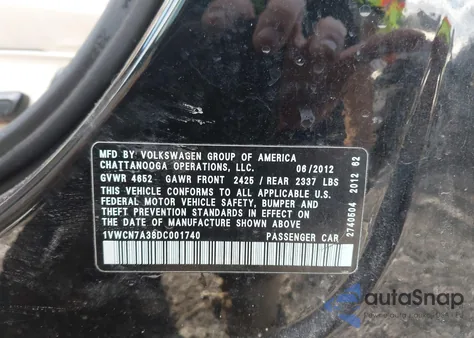 MFD BY VOLKSWAGEN GROUP OF AMERICA
CHATTANOOGA OPERATIONS, LLC. 06/2012
GVWR 4652 GAWR FRONT 2425 / REAR 2337 LBS
THIS VEHICLE CONFORMS TO ALL APPLICABLE U.S.
FEDERAL MOTOR VEHICLE SAFETY, BUMPER AND
THEFT PREVENTION STANDARDS IN EFFECT ON
THE DATE OF MANUFACTURE SHOWN ABOVE
1VWCN7A38DC001740 PASSENGER CAR
2740504 2012 62
autoSnap